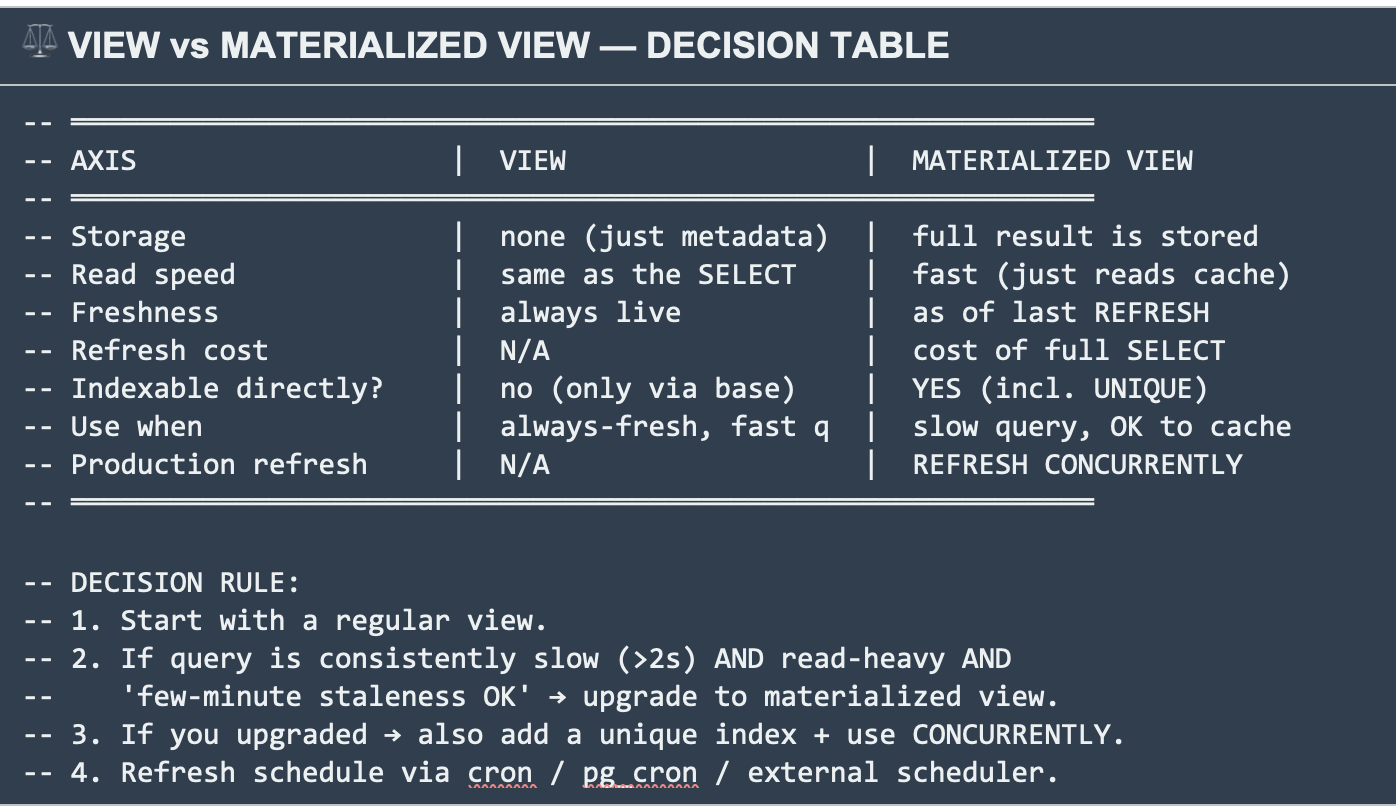 ⚖️ VIEW vs MATERIALIZED VIEW — DECISION TABLE
-- ══════════════════════════════════════════════════════════════
-- AXIS                   |  VIEW                  |  MATERIALIZED VIEW
-- ══════════════════════════════════════════════════════════════
-- Storage                |  none (just metadata)  |  full result is stored
-- Read speed             |  same as the SELECT    |  fast (just reads cache)
-- Freshness              |  always live           |  as of last REFRESH
-- Refresh cost           |  N/A                   |  cost of full SELECT
-- Indexable directly?    |  no (only via base)    |  YES (incl. UNIQUE)
-- Use when               |  always-fresh, fast q  |  slow query, OK to cache
-- Production refresh     |  N/A                   |  REFRESH CONCURRENTLY
-- ══════════════════════════════════════════════════════════════
-- DECISION RULE:
-- 1. Start with a regular view.
-- 2. If query is consistently slow (>2s) AND read-heavy AND
--    'few-minute staleness OK' → upgrade to materialized view.
-- 3. If you upgraded → also add a unique index + use CONCURRENTLY.
-- 4. Refresh schedule via cron / pg_cron / external scheduler.